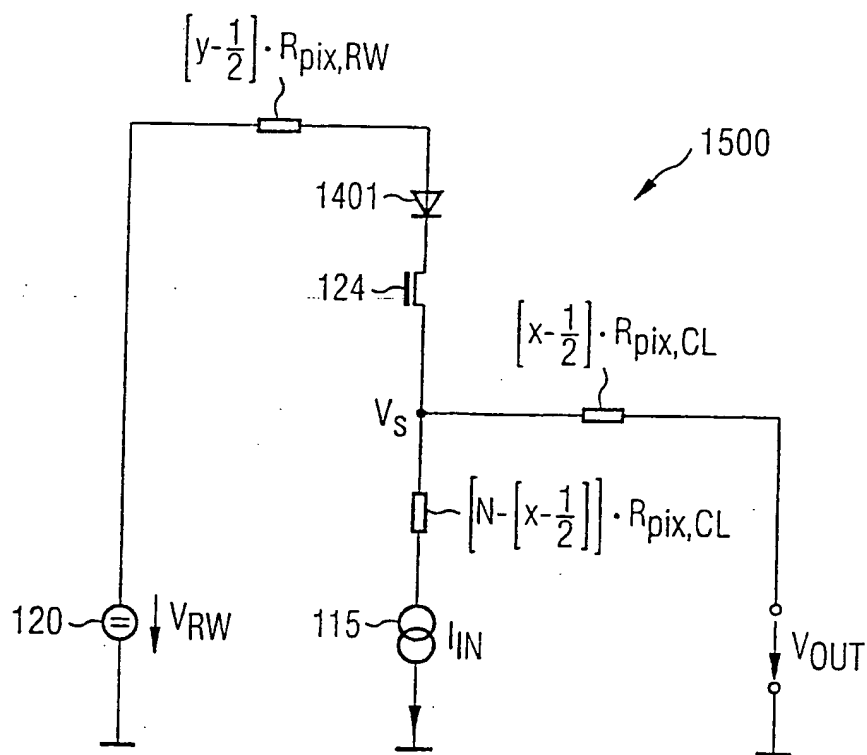 [y-1/2]·Rpix,RW
1500
1401
124
[x-1/2]·Rpix,CL
VS
[N-[x-1/2]]·Rpix,CL
120
VRW
115
IIN
VOUT